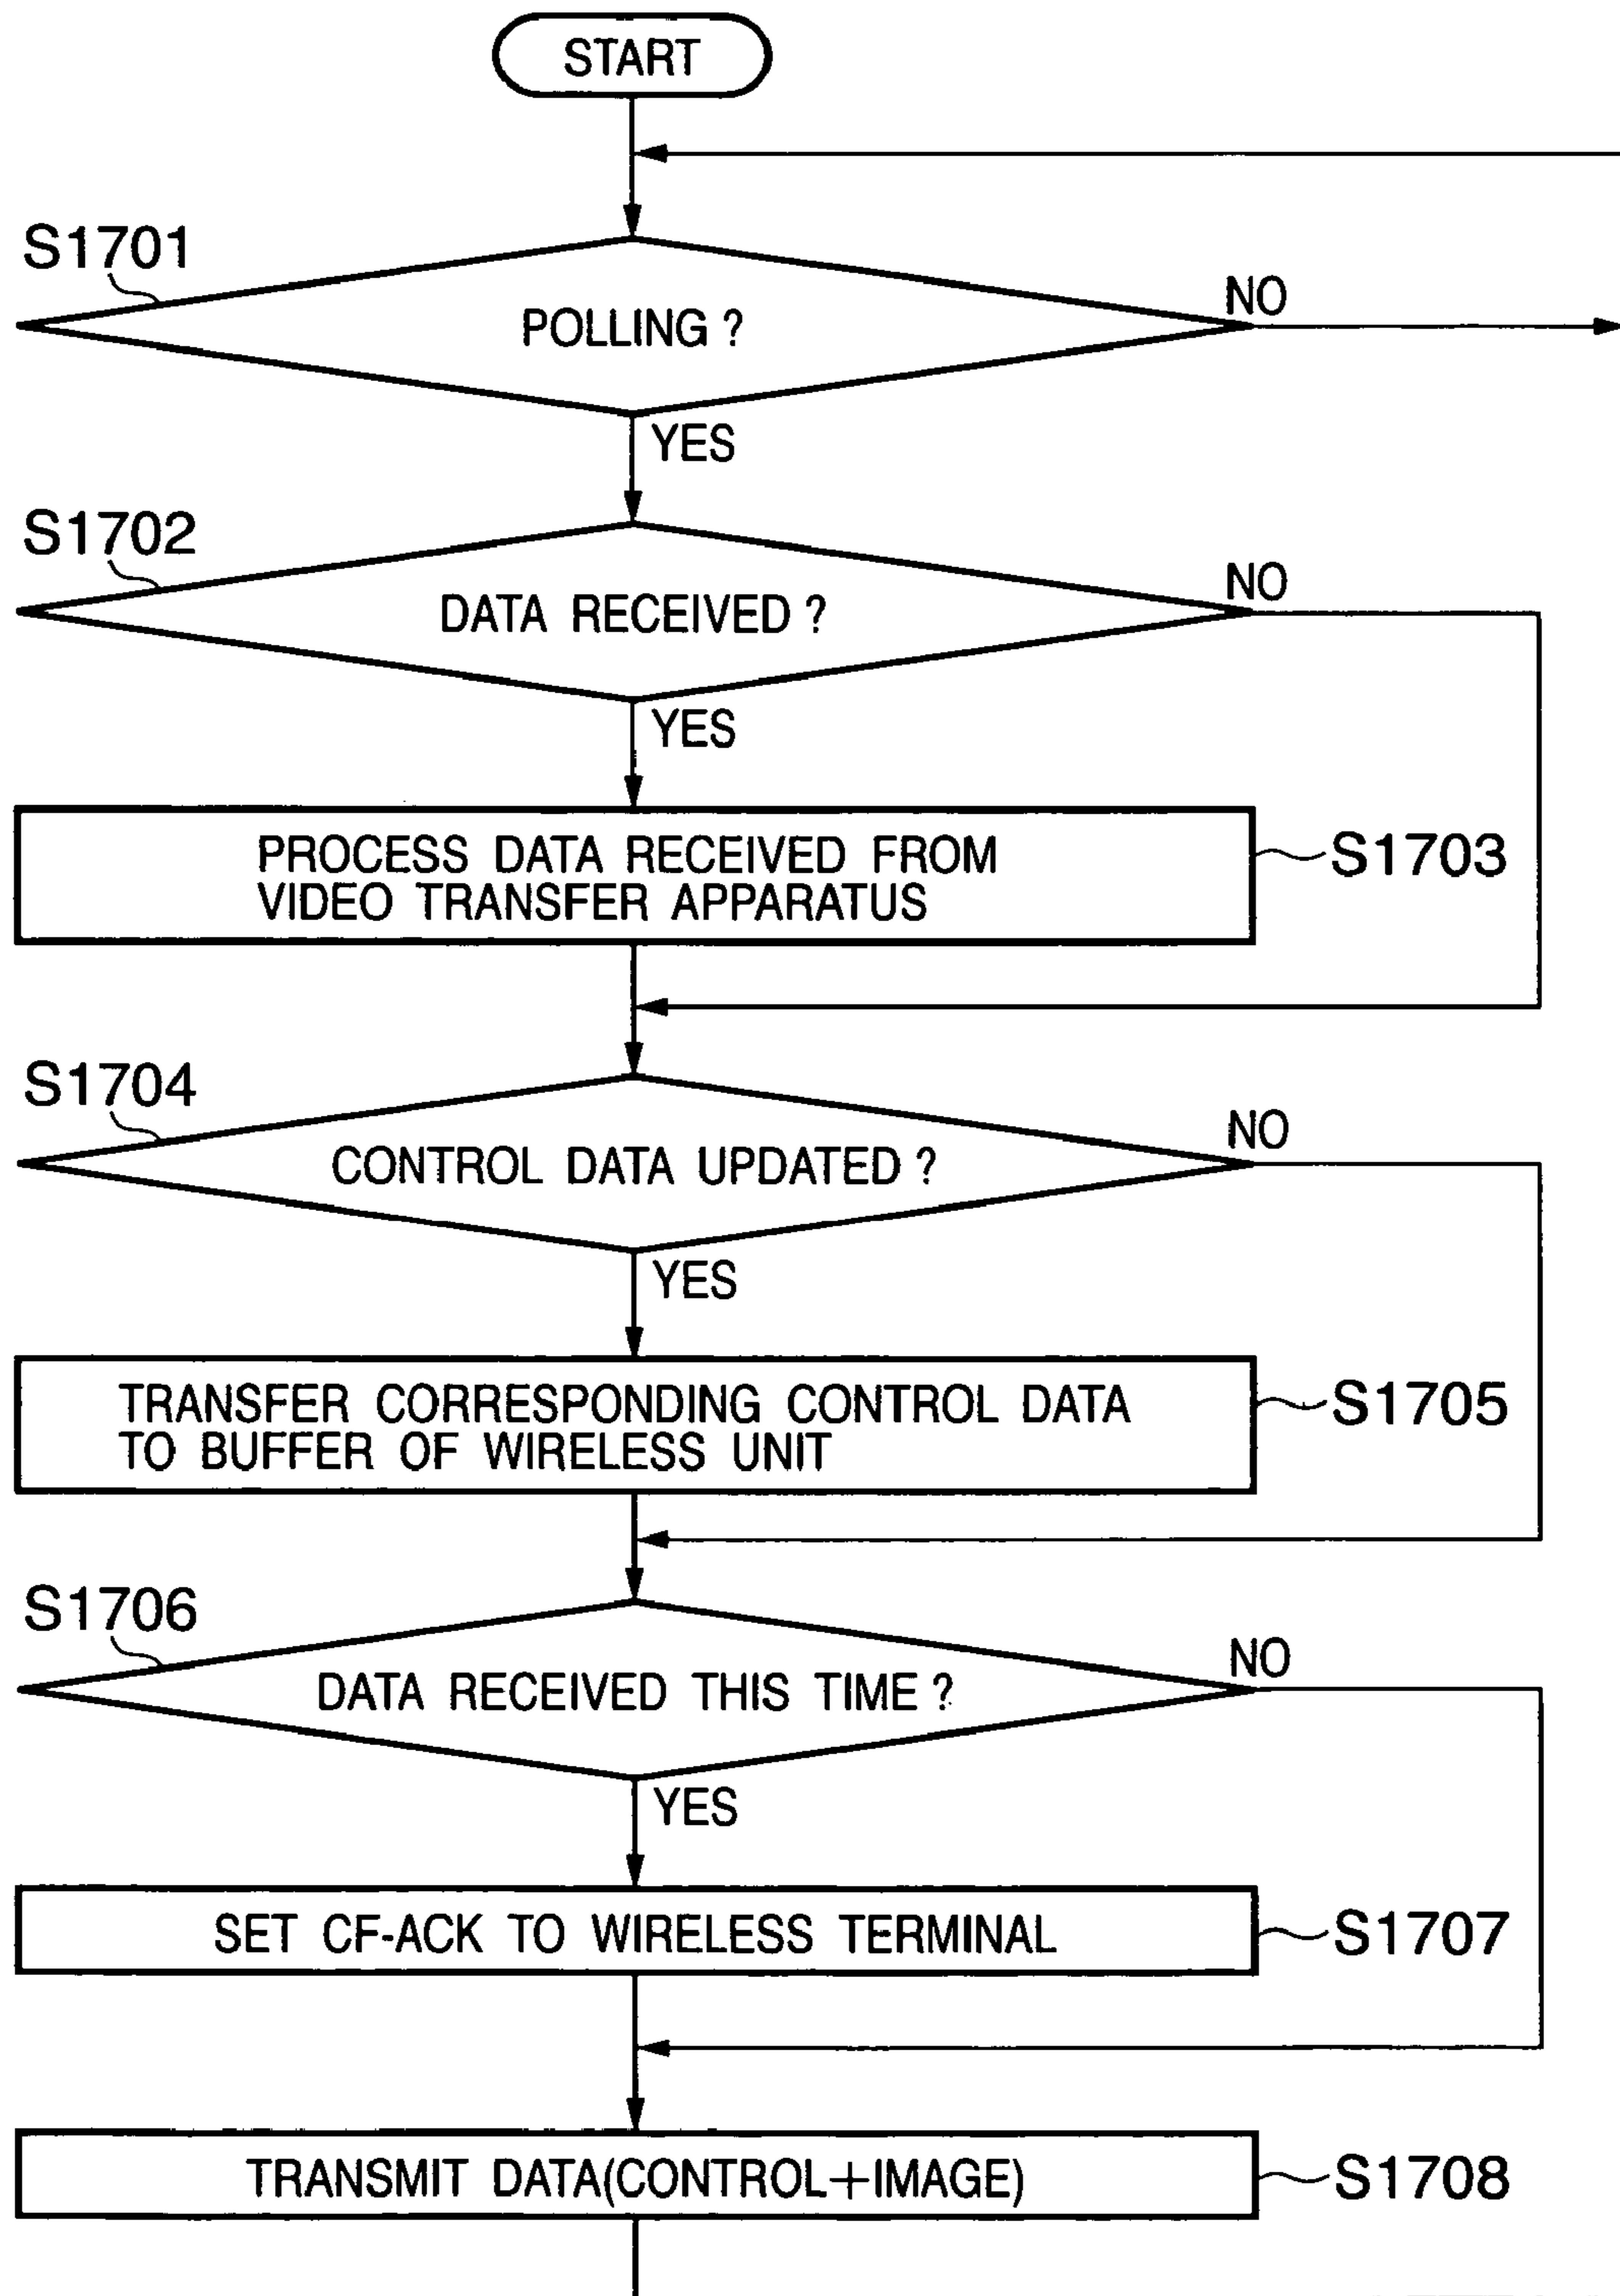 START
S1701
POLLING ?
NO
YES
S1702
DATA RECEIVED ?
NO
YES
PROCESS DATA RECEIVED FROM
VIDEO TRANSFER APPARATUS
S1703
S1704
CONTROL DATA UPDATED ?
NO
YES
TRANSFER CORRESPONDING CONTROL DATA
TO BUFFER OF WIRELESS UNIT
S1705
S1706
DATA RECEIVED THIS TIME ?
NO
YES
SET CF-ACK TO WIRELESS TERMINAL
S1707
TRANSMIT DATA(CONTROL+IMAGE)
S1708